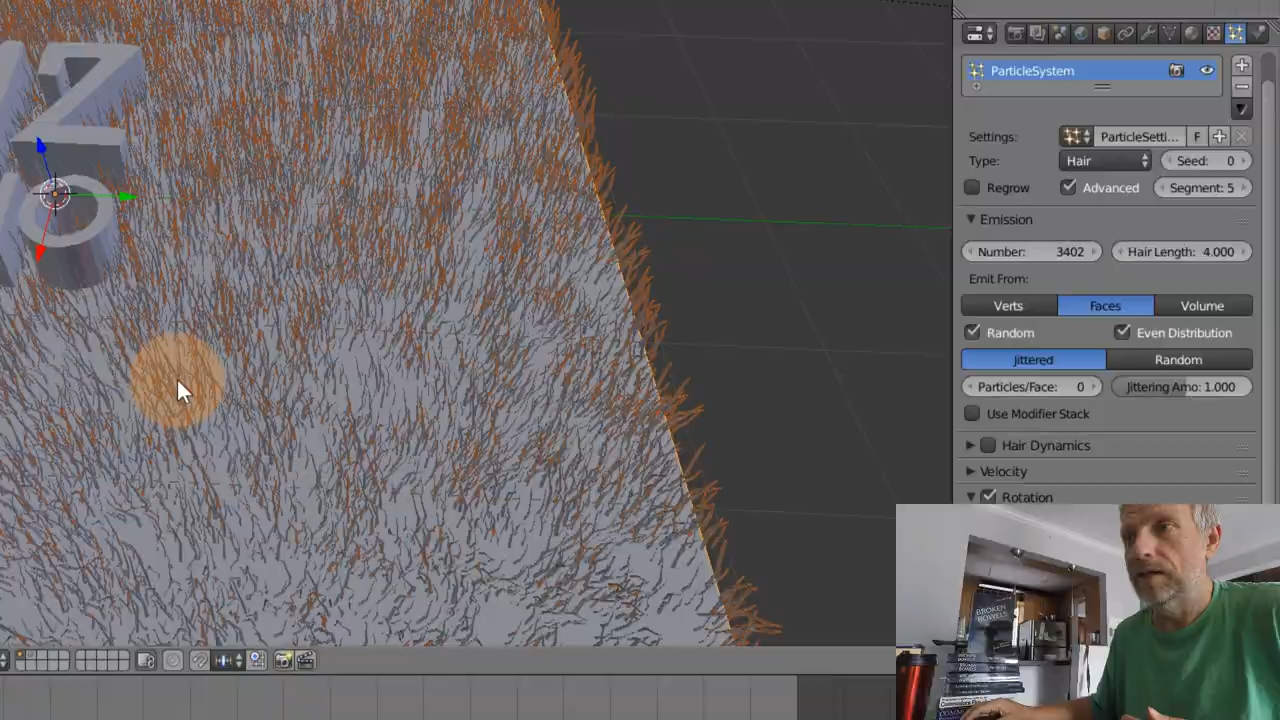 Z
O
ParticleSystem
Settings:
ParticleSetti...
F
Type:
Hair
Seed: 0
Regrow
Advanced
Segment: 5
Emission
Number: 3402
Hair Length: 4.000
Emit From:
Verts
Faces
Volume
Random
Even Distribution
Jittered
Random
Particles/Face: 0
Jittering Amo: 1.000
Use Modifier Stack
Hair Dynamics
Velocity
Rotation
BROKEN
BOWELS